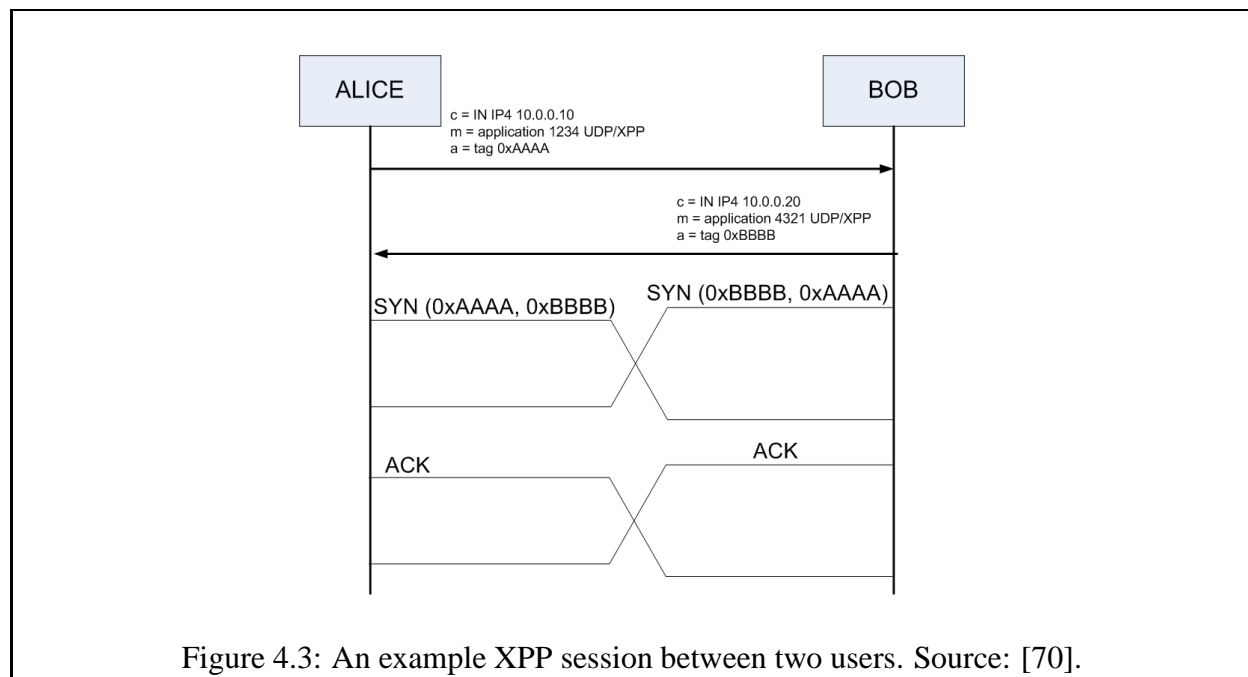 ALICE
BOB
c = IN IP4 10.0.0.10
m = application 1234 UDP/XPP
a = tag 0xAAAA
c = IN IP4 10.0.0.20
m = application 4321 UDP/XPP
a = tag 0xBBBB
SYN (0xAAAA, 0xBBBB)
SYN (0xBBBB, 0xAAAA)
ACK
ACK
Figure 4.3: An example XPP session between two users. Source: [70].